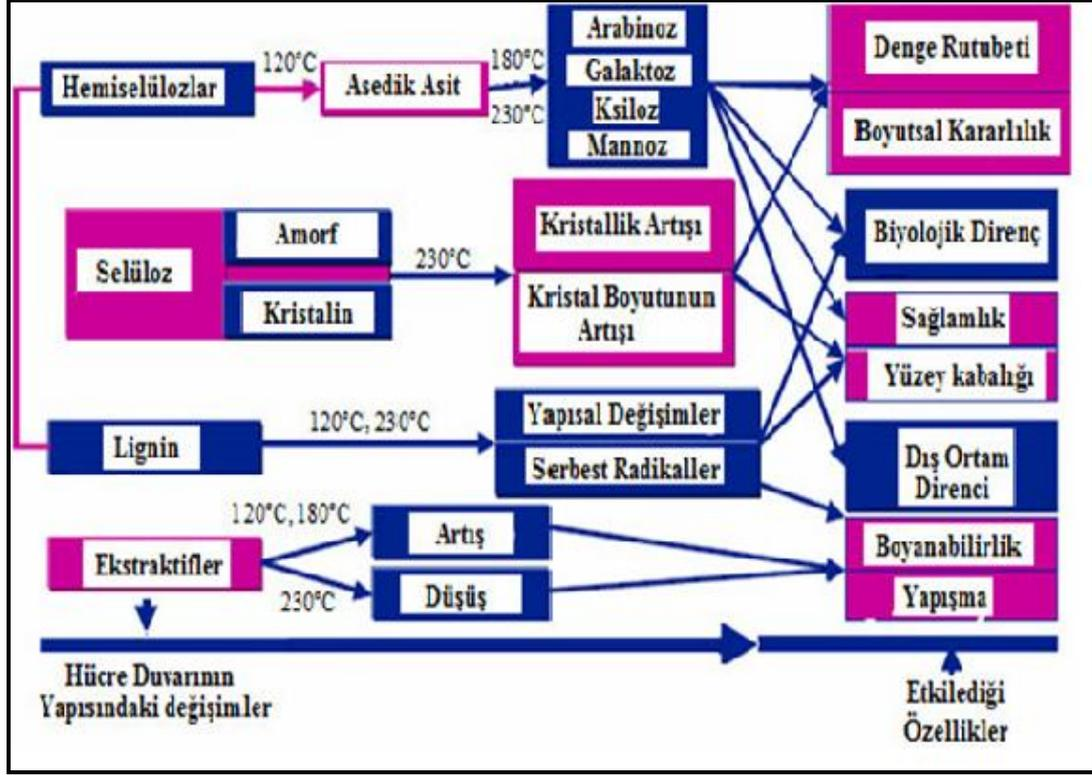 Hemiselülozlar
120°C
Asedik Asit
180°C
230°C
Arabinoz
Galaktoz
Ksiloz
Mannoz
Denge Rutubeti
Boyutsal Kararlılık
Selüloz
Amorf
Kristalin
230°C
Kristallik Artışı
Kristal Boyutunun
Artışı
Biyolojik Direnç
Sağlamlık
Yüzey kabalığı
Lignin
120°C, 230°C
Yapısal Değişimler
Serbest Radikaller
Dış Ortam
Direnci
Ekstraktifler
120°C, 180°C
230°C
Artış
Düşüş
Boyanabilirlik
Yapışma
Hücre Duvarının
Yapısındaki değişimler
Etkilediği
Özellikler